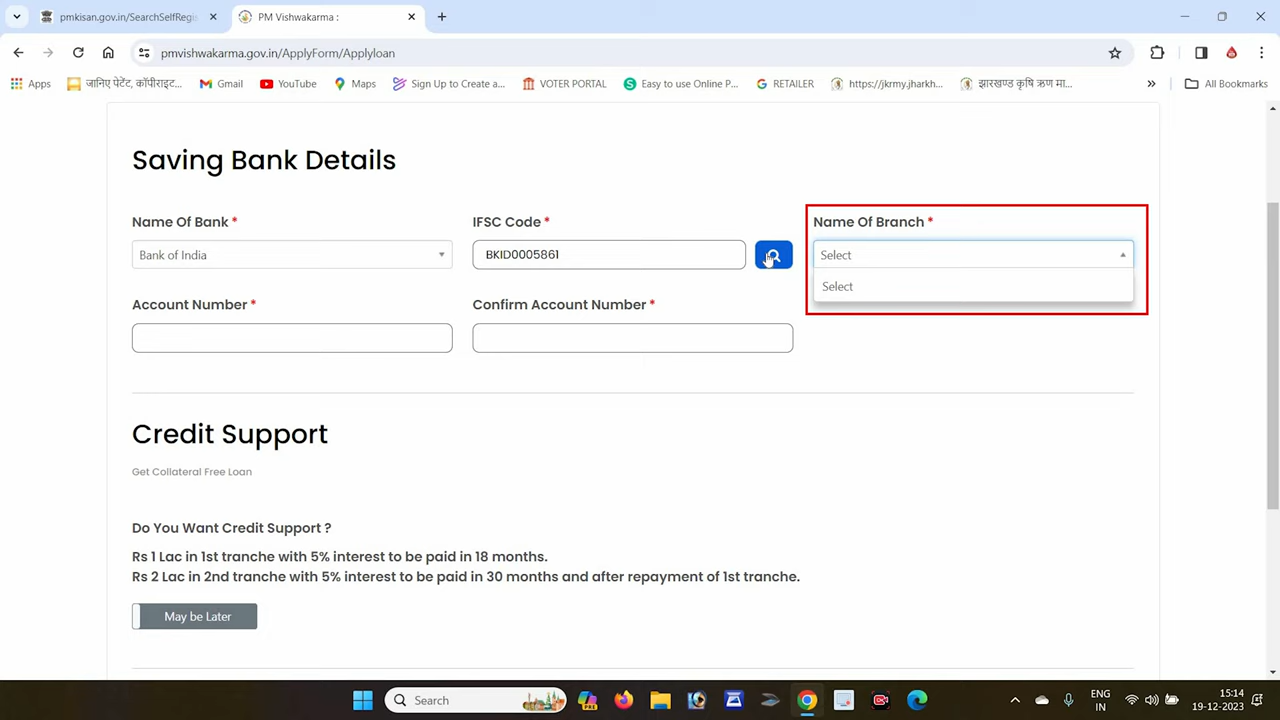 pmkisan.gov.in/SearchSelfRegi
PM Vishwakarma :
pmvishwakarma.gov.in/ApplyForm/Applyloan
Apps
जानिए पेटेंट, कॉपीराइट...
Gmail
YouTube
Maps
Sign Up to Create a...
VOTER PORTAL
Easy to use Online P...
RETAILER
https://jkrmy.jharkh...
झारखण्ड कृषि ऋण मा...
»
All Bookmarks
Saving Bank Details
Name Of Bank *
IFSC Code *
Name Of Branch *
Bank of India
BKID0005861
Select
Select
Account Number *
Confirm Account Number *
Credit Support
Get Collateral Free Loan
Do You Want Credit Support ?
Rs 1 Lac in 1st tranche with 5% interest to be paid in 18 months.
Rs 2 Lac in 2nd tranche with 5% interest to be paid in 30 months and after repayment of 1st tranche.
May be Later
Search
PRE
ENG
IN
15:14
19-12-2023